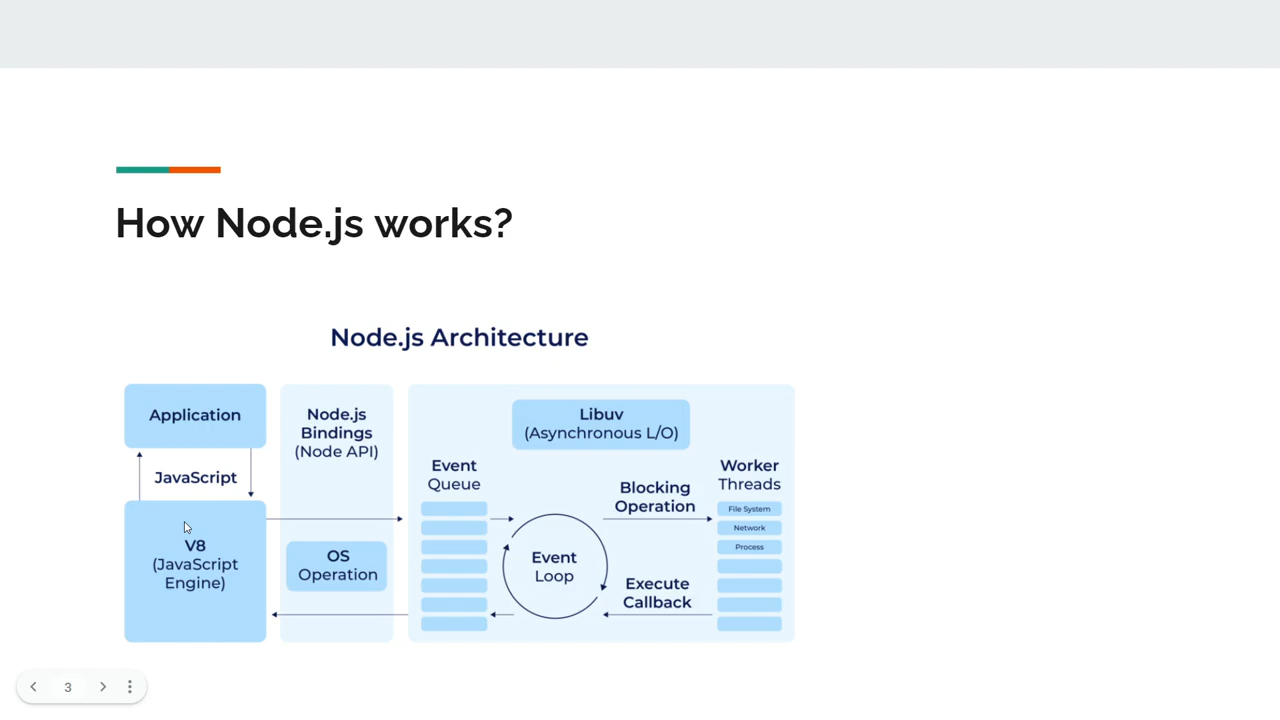 How Node.js works?
Node.js Architecture
Application
JavaScript
V8
(JavaScript
Engine)
Node.js
Bindings
(Node API)
OS
Operation
Libuv
(Asynchronous L/O)
Event
Queue
Event
Loop
Blocking
Operation
Execute
Callback
Worker
Threads
File System
Network
Process
3